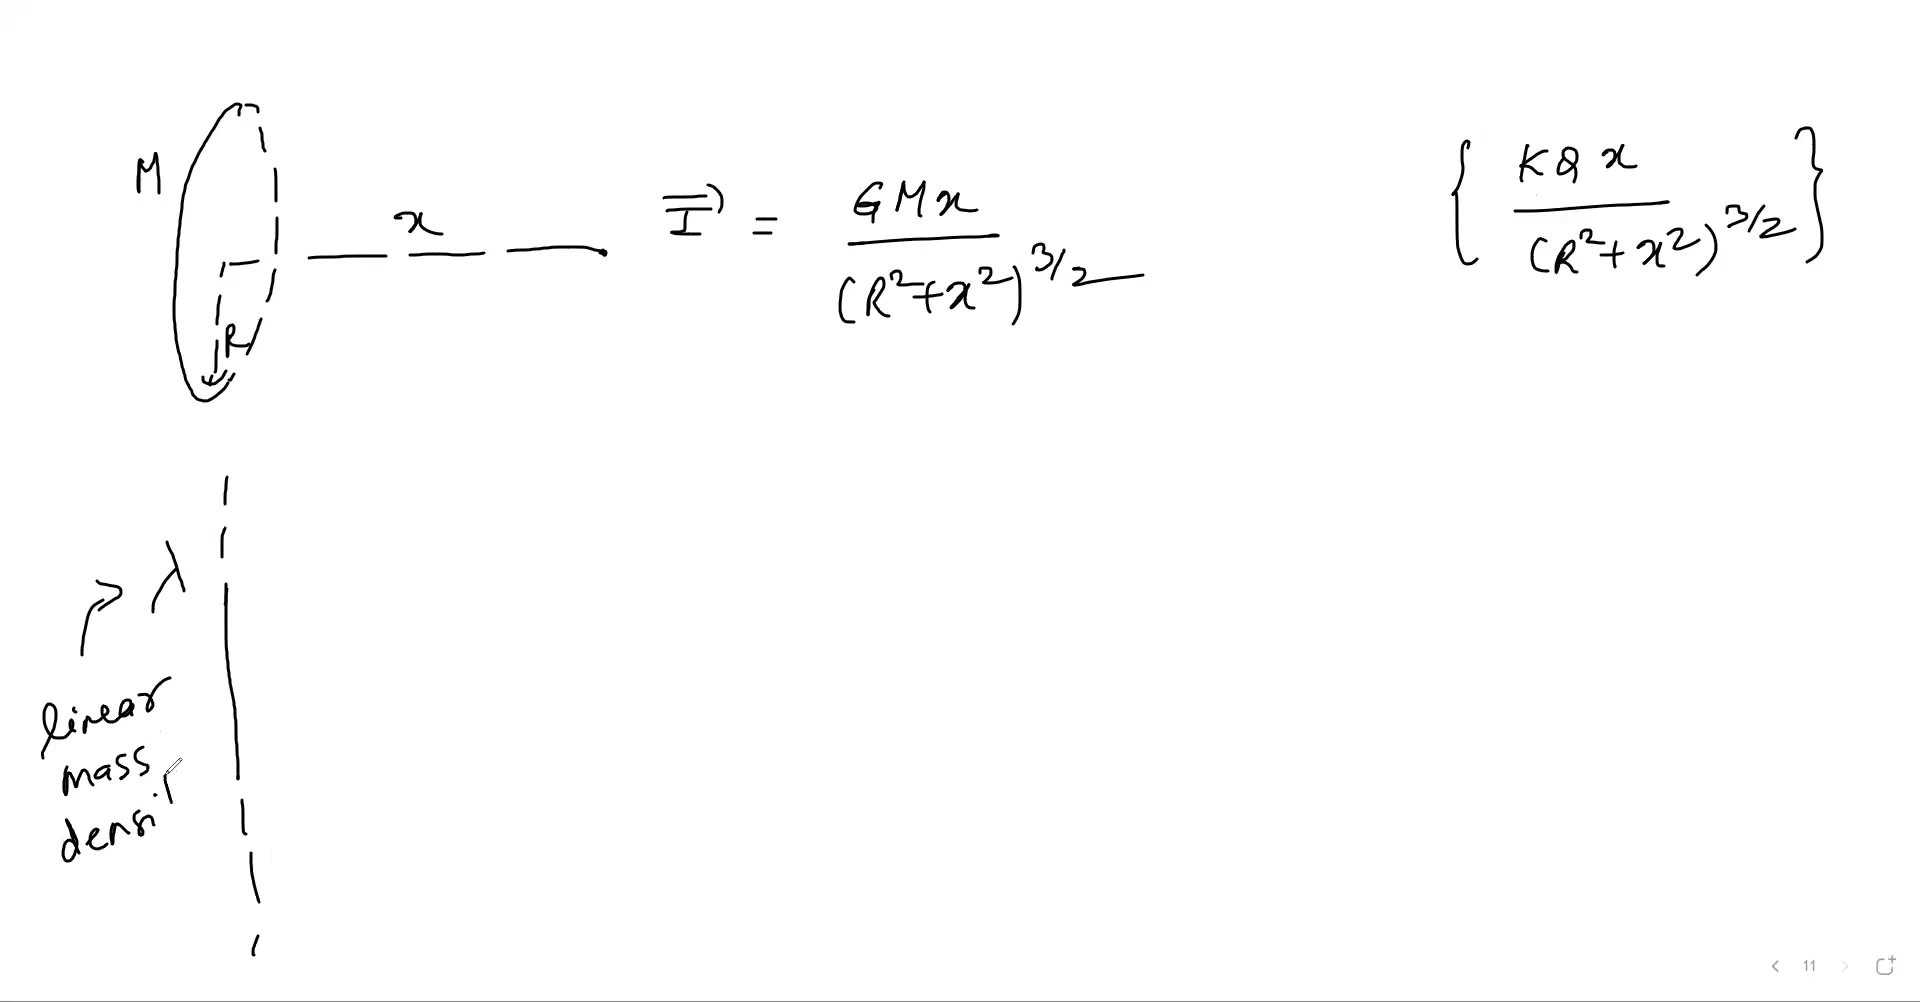 M
x
R
I⃗ = GMx / (R²+x²)^3/2
{ KQx / (R²+x²)^3/2 }
λ
linear
mass
densi
11